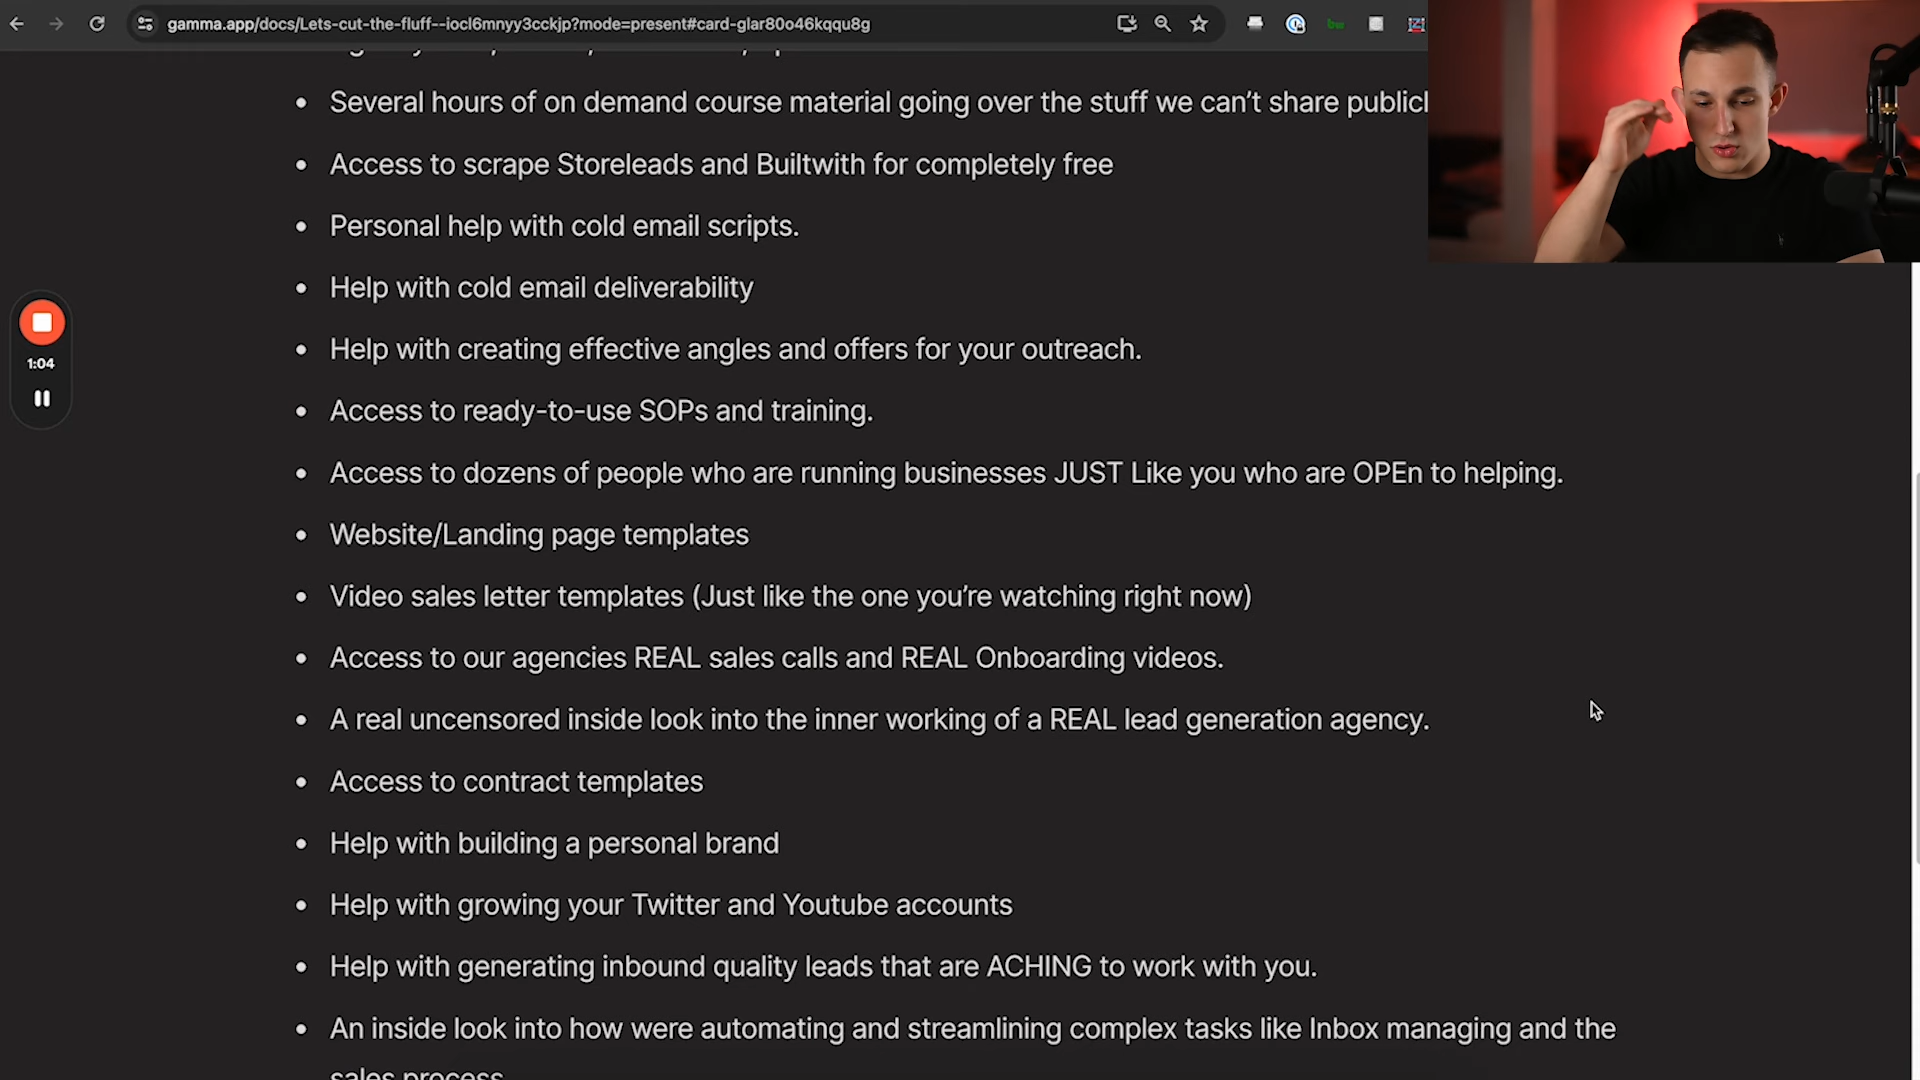 gamma.app/docs/Lets-cut-the-fluff--iocl6mnyy3cckjp?mode=present#card-glar80o46kqqu8g
• Several hours of on demand course material going over the stuff we can’t share publicl
• Access to scrape Storeleads and Builtwith for completely free
• Personal help with cold email scripts.
• Help with cold email deliverability
• Help with creating effective angles and offers for your outreach.
1:04
• Access to ready-to-use SOPs and training.
• Access to dozens of people who are running businesses JUST Like you who are OPEn to helping.
• Website/Landing page templates
• Video sales letter templates (Just like the one you’re watching right now)
• Access to our agencies REAL sales calls and REAL Onboarding videos.
• A real uncensored inside look into the inner working of a REAL lead generation agency.
• Access to contract templates
• Help with building a personal brand
• Help with growing your Twitter and Youtube accounts
• Help with generating inbound quality leads that are ACHING to work with you.
• An inside look into how were automating and streamlining complex tasks like Inbox managing and the
sales process